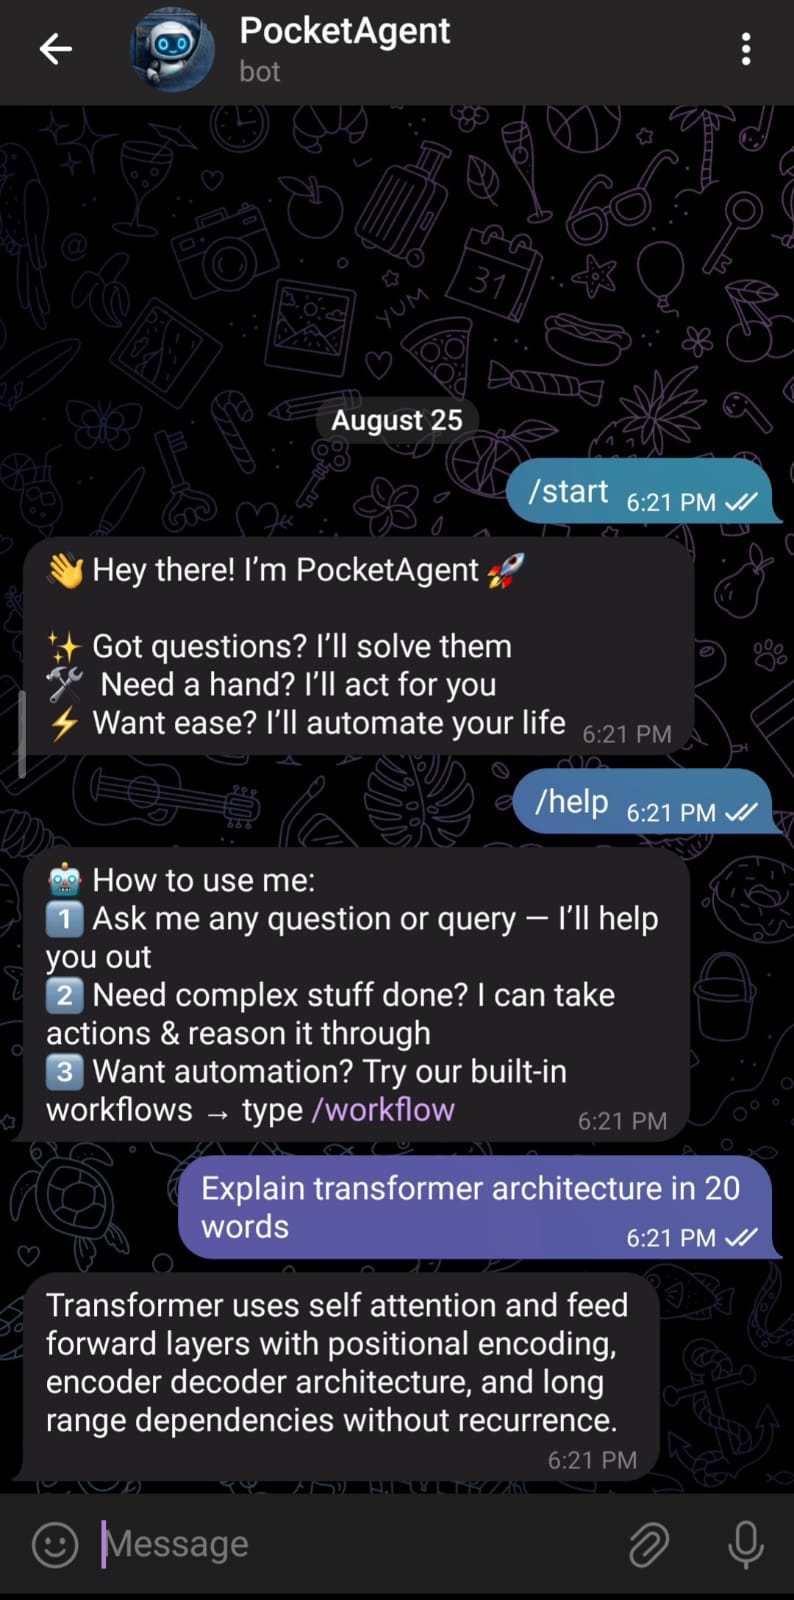 PocketAgent
bot
@
31
YUM
August 25
/start 6:21 PM
👋 Hey there! I'm PocketAgent 🚀
✨ Got questions? I'll solve them
🛠 Need a hand? I'll act for you
⚡ Want ease? I'll automate your life 6:21 PM
/help 6:21 PM
🤖 How to use me:
1️⃣ Ask me any question or query — I'll help
you out
2️⃣ Need complex stuff done? I can take
actions & reason it through
3️⃣ Want automation? Try our built-in
workflows → type /workflow 6:21 PM
Explain transformer architecture in 20
words 6:21 PM
Transformer uses self attention and feed
forward layers with positional encoding,
encoder decoder architecture, and long
range dependencies without recurrence.
6:21 PM
Message